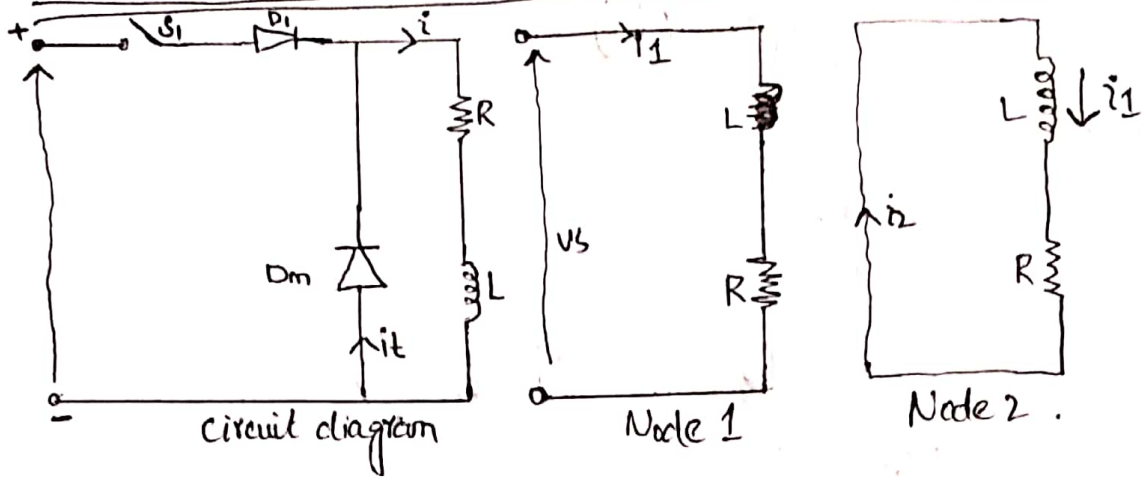 + S1 D1 i
R
Dm
L
it
-
circuit diagram
i1
L
Vs
R
Node 1
L i1
i2
R
Node 2 .